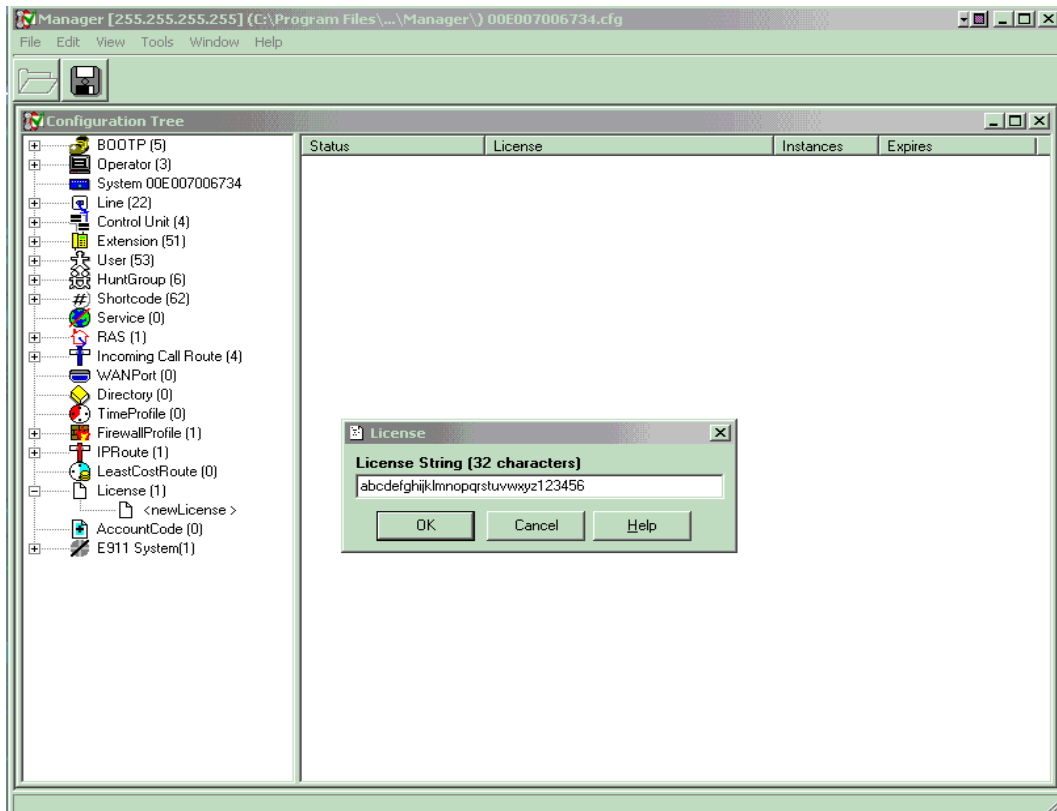 Manager [255.255.255.255] (C:\Program Files\...\Manager\) 00E007006734.cfg
File Edit View Tools Window Help
Configuration Tree
BOOTP (5)
Operator (3)
System 00E007006734
Line (22)
Control Unit (4)
Extension (51)
User (53)
HuntGroup (6)
Shortcode (62)
Service (0)
RAS (1)
Incoming Call Route (4)
WANPort (0)
Directory (0)
TimeProfile (0)
FirewallProfile (1)
IPRoute (1)
LeastCostRoute (0)
License (1)
<newLicense >
AccountCode (0)
E911 System(1)
Status License Instances Expires
License
License String (32 characters)
abcdefghijklmnopqrstuvwxyz123456
OK Cancel Help